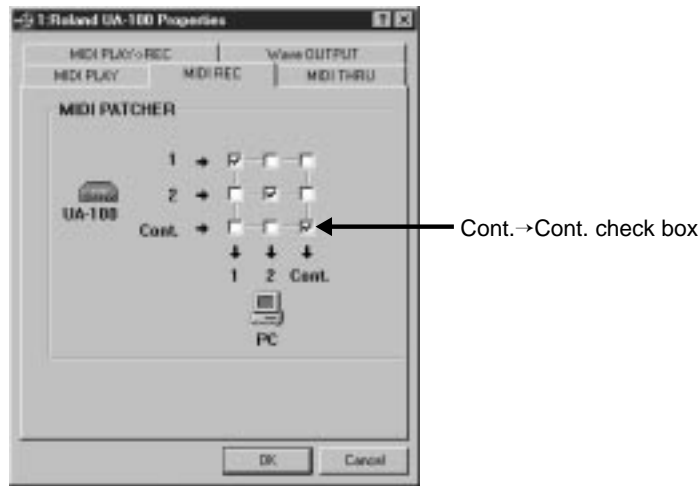 1:Roland UA-100 Properties
MIDI PLAY->REC Wave OUTPUT
MIDI PLAY MIDI REC MIDI THRU
MIDI PATCHER
1
2
UA-100
Cont.
Cont.→Cont. check box
1 2 Cont.
PC
OK Cancel